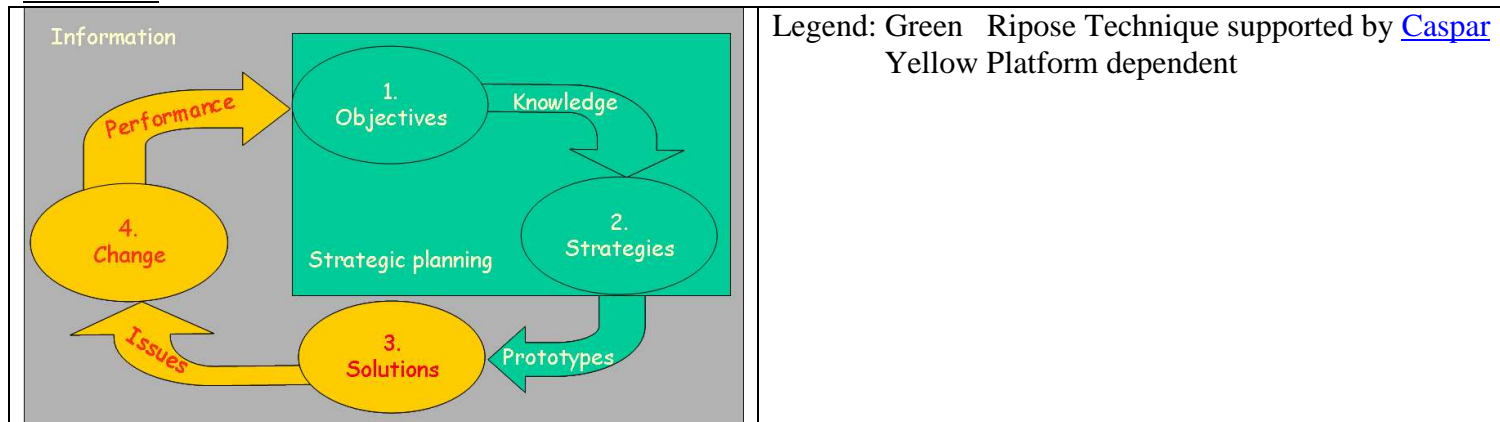 Information
Performance
1.
Objectives
Knowledge
2.
Strategies
Strategic planning
Prototypes
3.
Solutions
Issues
4.
Change
Legend: Green Ripose Technique supported by Caspar
Yellow Platform dependent